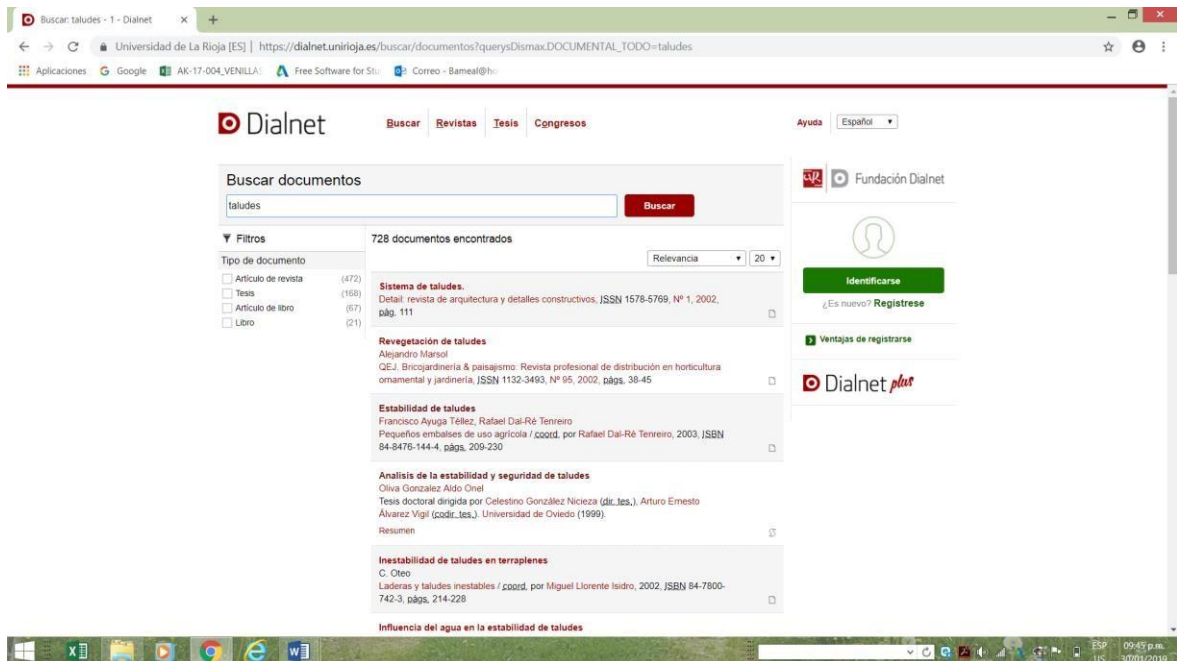 Buscar: taludes - 1 - Dialnet
Universidad de La Rioja [ES] | https://dialnet.unirioja.es/buscar/documentos?querysDismax.DOCUMENTAL_TODO=taludes
Aplicaciones Google AK-17-004_VENILLA Free Software for Stu Correo - Bameal@ho
Dialnet
Buscar Revistas Tesis Congresos
Ayuda Español
Buscar documentos
taludes Buscar
Filtros
Tipo de documento
Artículo de revista (472)
Tesis (168)
Artículo de libro (67)
Libro (21)
728 documentos encontrados
Relevancia 20
Sistema de taludes.
Detail: revista de arquitectura y detalles constructivos, ISSN 1578-5769, Nº 1, 2002,
pág. 111
Revegetación de taludes
Alejandro Marsol
QEJ. Bricojardinería & paisajismo: Revista profesional de distribución en horticultura
ornamental y jardinería, ISSN 1132-3493, Nº 95, 2002, págs. 38-45
Estabilidad de taludes
Francisco Ayuga Téllez, Rafael Dal-Ré Tenreiro
Pequeños embalses de uso agrícola / coord. por Rafael Dal-Ré Tenreiro, 2003, ISBN
84-8476-144-4, págs. 209-230
Analisis de la estabilidad y seguridad de taludes
Oliva Gonzalez Aldo Onel
Tesis doctoral dirigida por Celestino González Nicieza (dir. tes.), Arturo Ernesto
Álvarez Vigil (codir. tes.). Universidad de Oviedo (1999).
Resumen
Inestabilidad de taludes en terraplenes
C. Oteo
Laderas y taludes inestables / coord. por Miguel Llorente Isidro, 2002, ISBN 84-7800-
742-3, págs. 214-228
Influencia del agua en la estabilidad de taludes
Fundación Dialnet
Identificarse
¿Es nuevo? Regístrese
Ventajas de registrarse
Dialnet plus
ESP 09:45 p.m.
US 30/01/2019